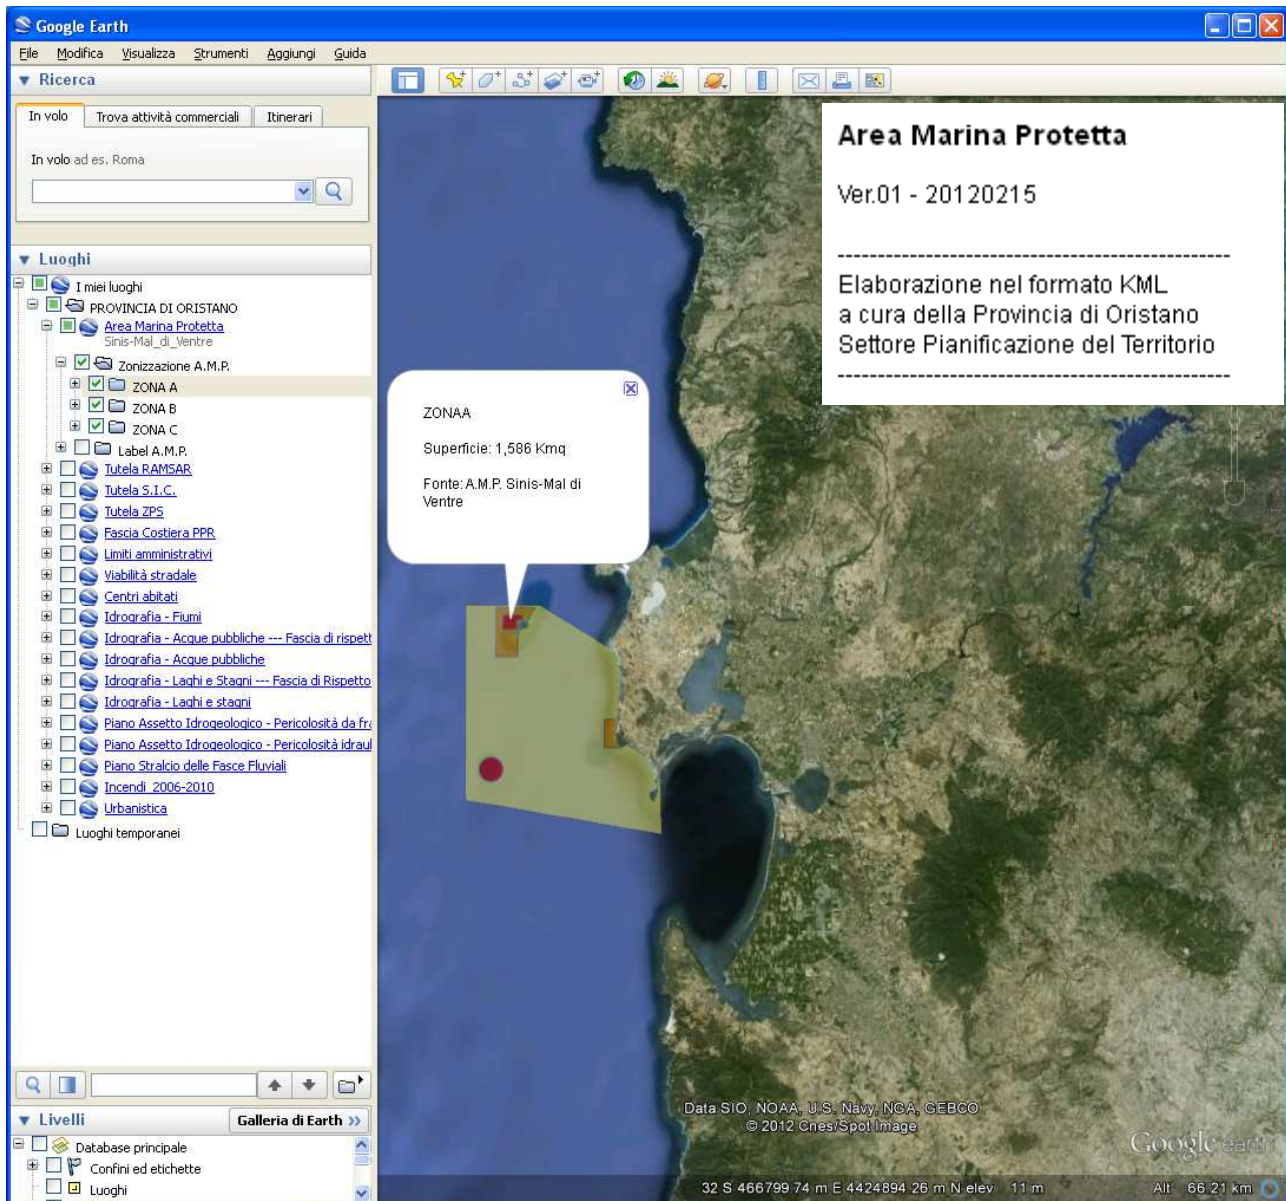 Google Earth
File Modifica Visualizza Strumenti Aggiungi Guida
Ricerca
In volo Trova attività commerciali Itinerari
In volo ad es. Roma
Luoghi
I miei luoghi
PROVINCIA DI ORISTANO
Area Marina Protetta
Sinis-Mal_di_Ventre
Zonizzazione A.M.P.
ZONA A
ZONA B
ZONA C
Label A.M.P.
Tutela RAMSAR
Tutela S.I.C.
Tutela ZPS
Fascia Costiera PPR
Limiti amministrativi
Viabilità stradale
Centri abitati
Idrografia - Fiumi
Idrografia - Acque pubbliche --- Fascia di rispett
Idrografia - Acque pubbliche
Idrografia - Laghi e Stagni --- Fascia di Rispetto
Idrografia - Laghi e stagni
Piano Assetto Idrogeologico - Pericolosità da fra
Piano Assetto Idrogeologico - Pericolosità idraul
Piano Stralcio delle Fasce Fluviali
Incendi_2006-2010
Urbanistica
Luoghi temporanei
Livelli
Galleria di Earth >>
Database principale
Confini ed etichette
Luoghi
Area Marina Protetta
Ver.01 - 20120215
-------------------------------------------------
Elaborazione nel formato KML
a cura della Provincia di Oristano
Settore Pianificazione del Territorio
-------------------------------------------------
ZONAA
Superficie: 1,586 Kmq
Fonte: A.M.P. Sinis-Mal di
Ventre
Data SIO, NOAA, U.S. Navy, NGA, GEBCO
© 2012 Cnes/Spot Image
Google earth
32 S 466799 74 m E 4424894 26 m N elev 11 m Alt 66 21 km